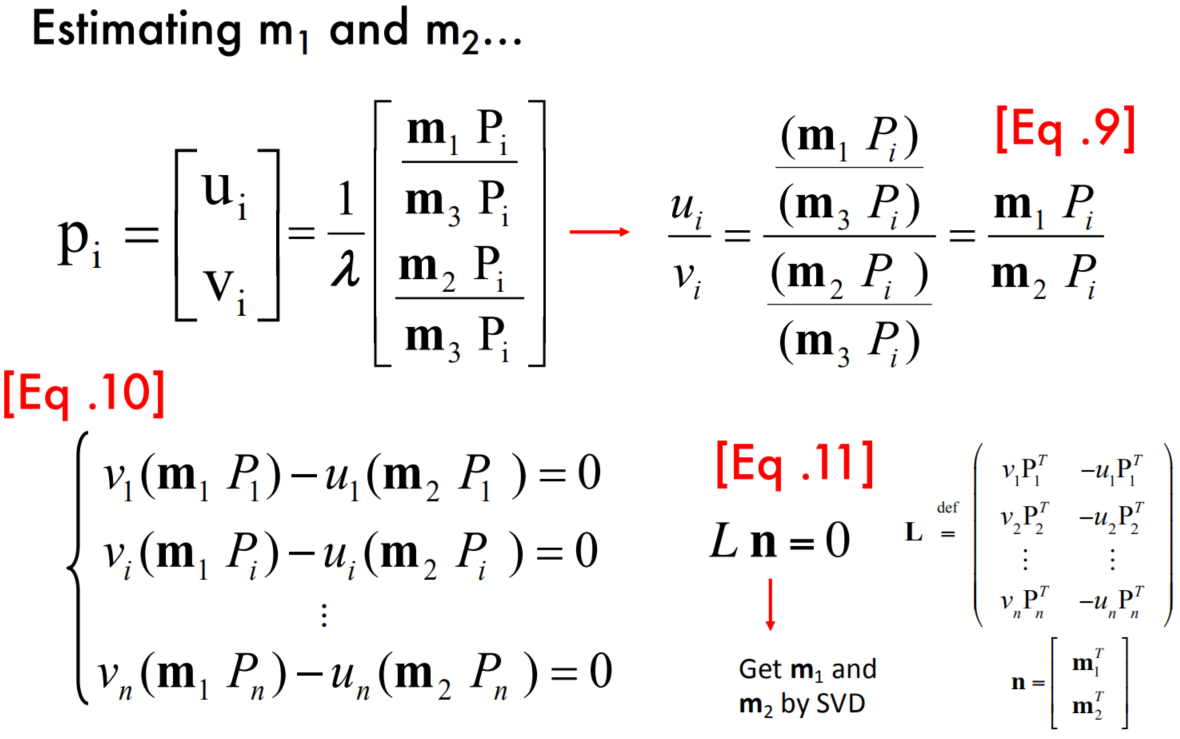 Estimating m₁ and m₂...
pᵢ = [ uᵢ ; vᵢ ] = 1/λ [ (m₁ Pᵢ)/(m₃ Pᵢ) ; (m₂ Pᵢ)/(m₃ Pᵢ) ] → uᵢ/vᵢ = ((m₁ Pᵢ)/(m₃ Pᵢ))/((m₂ Pᵢ )/(m₃ Pᵢ)) = (m₁ Pᵢ)/(m₂ Pᵢ)
[Eq .9]
[Eq .10]
v₁(m₁ P₁)−u₁(m₂ P₁ )=0
vᵢ(m₁ Pᵢ)−uᵢ(m₂ Pᵢ )=0
⋮
vₙ(m₁ Pₙ)−uₙ(m₂ Pₙ )=0
[Eq .11]
L n = 0
↓
Get m₁ and
m₂ by SVD
L def=
v₁P₁ᵀ −u₁P₁ᵀ
v₂P₂ᵀ −u₂P₂ᵀ
⋮ ⋮
vₙPₙᵀ −uₙPₙᵀ
n = [ m₁ᵀ ; m₂ᵀ ]